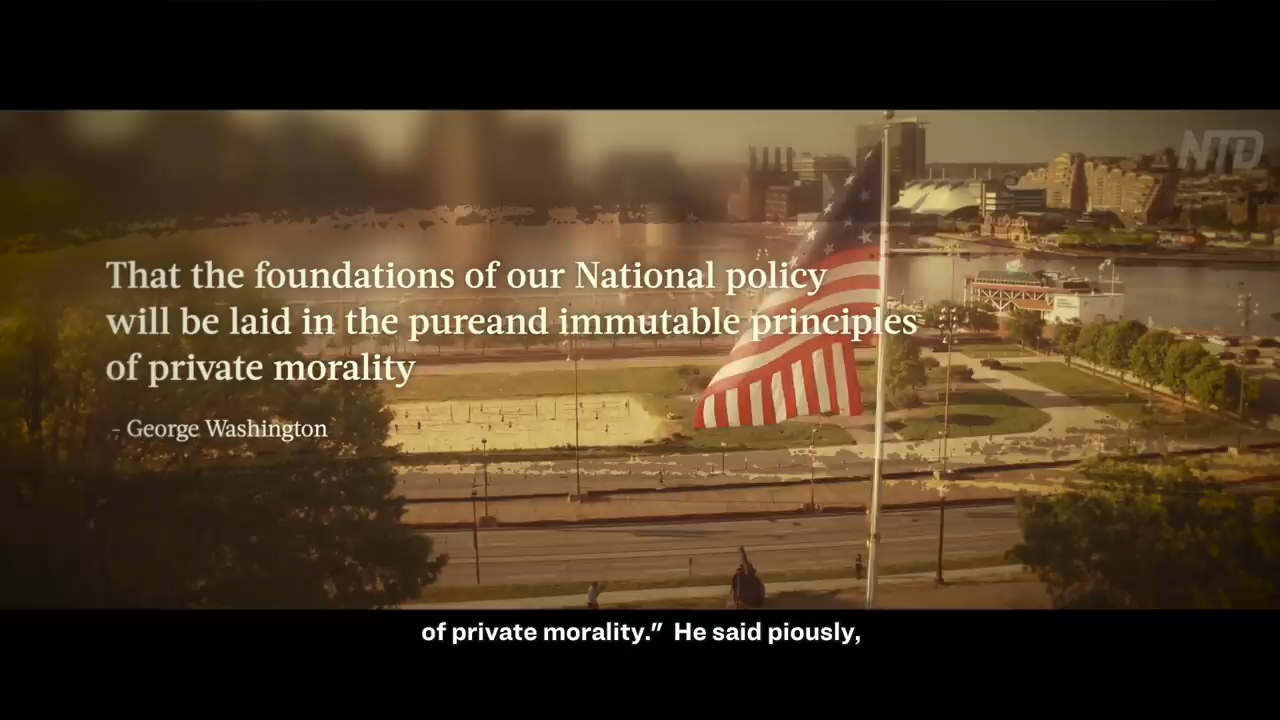 NTD
That the foundations of our National policy
will be laid in the pureand immutable principles
of private morality
- George Washington
of private morality.” He said piously,